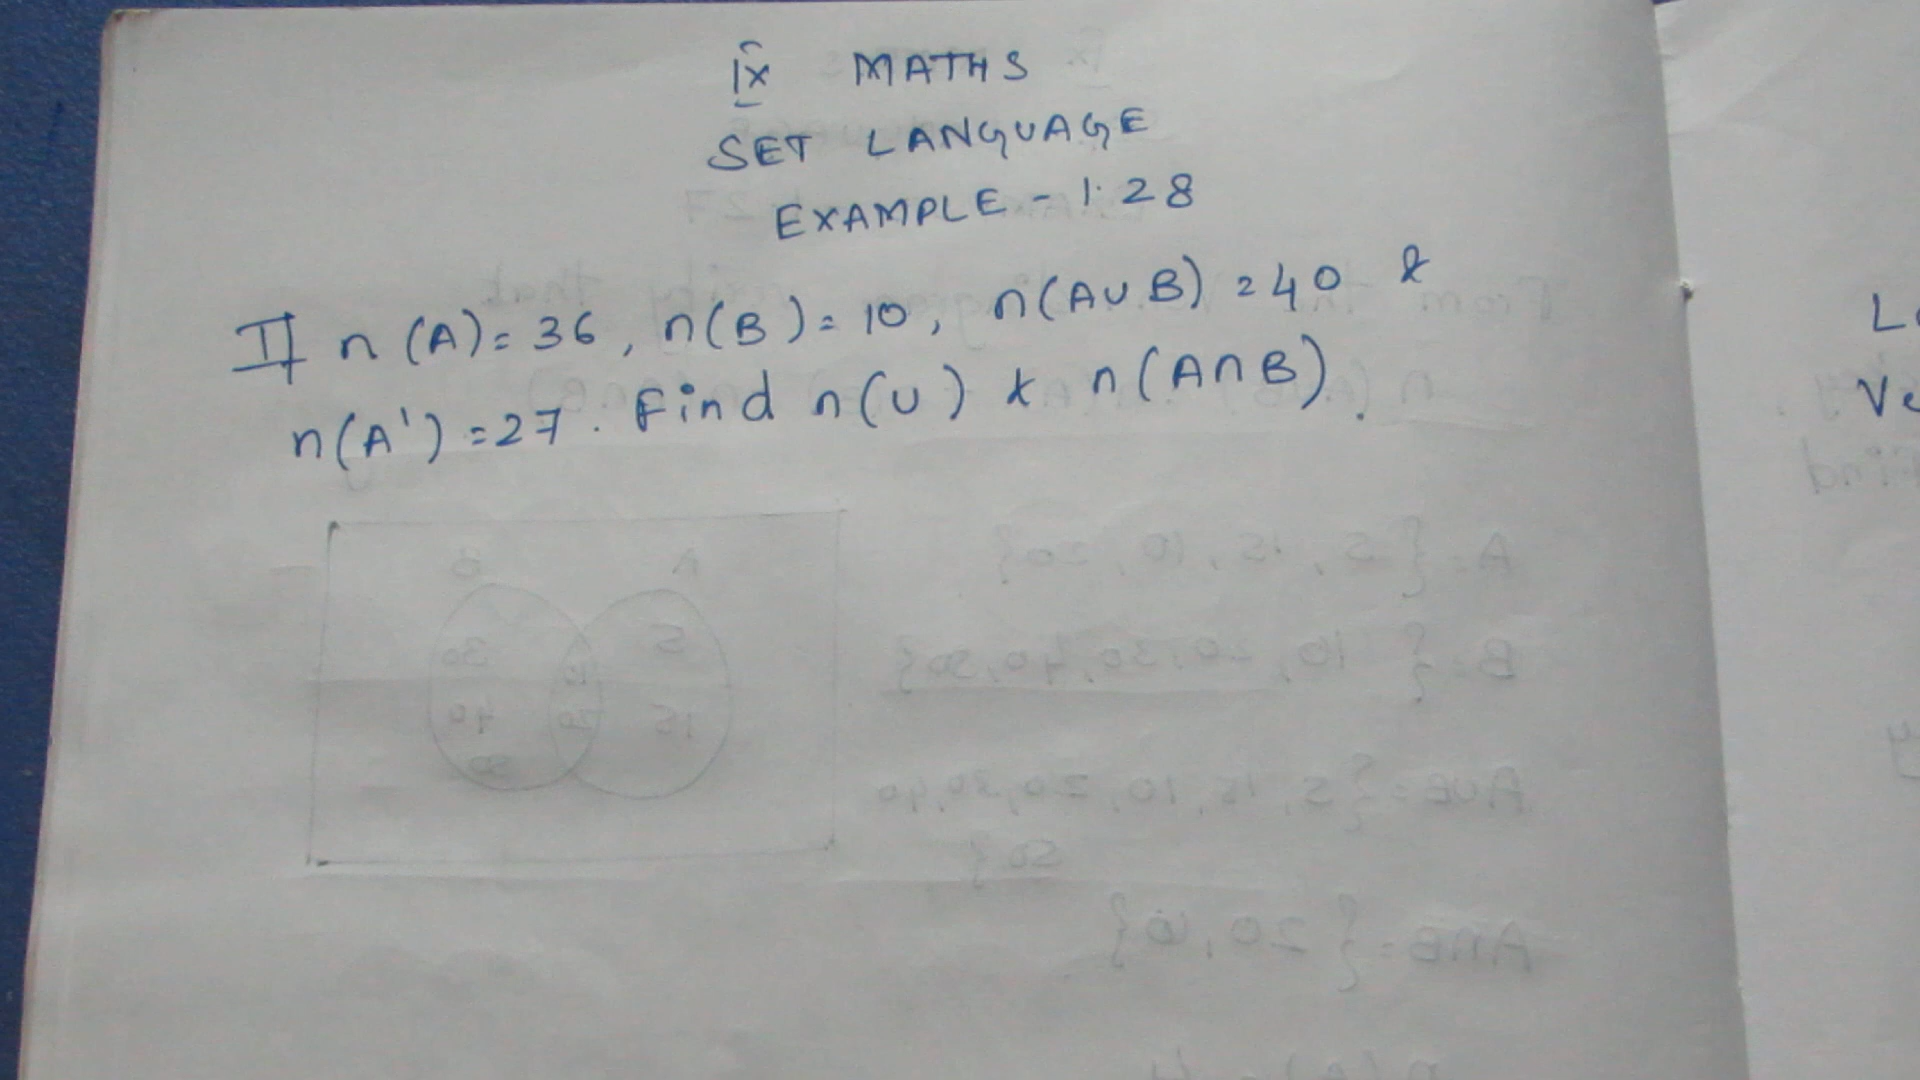 IX MATHS
SET LANGUAGE
EXAMPLE - 1.28
If n(A) = 36, n(B) = 10, n(A∪B) = 40 &
n(A') = 27. Find n(U) & n(A∩B).